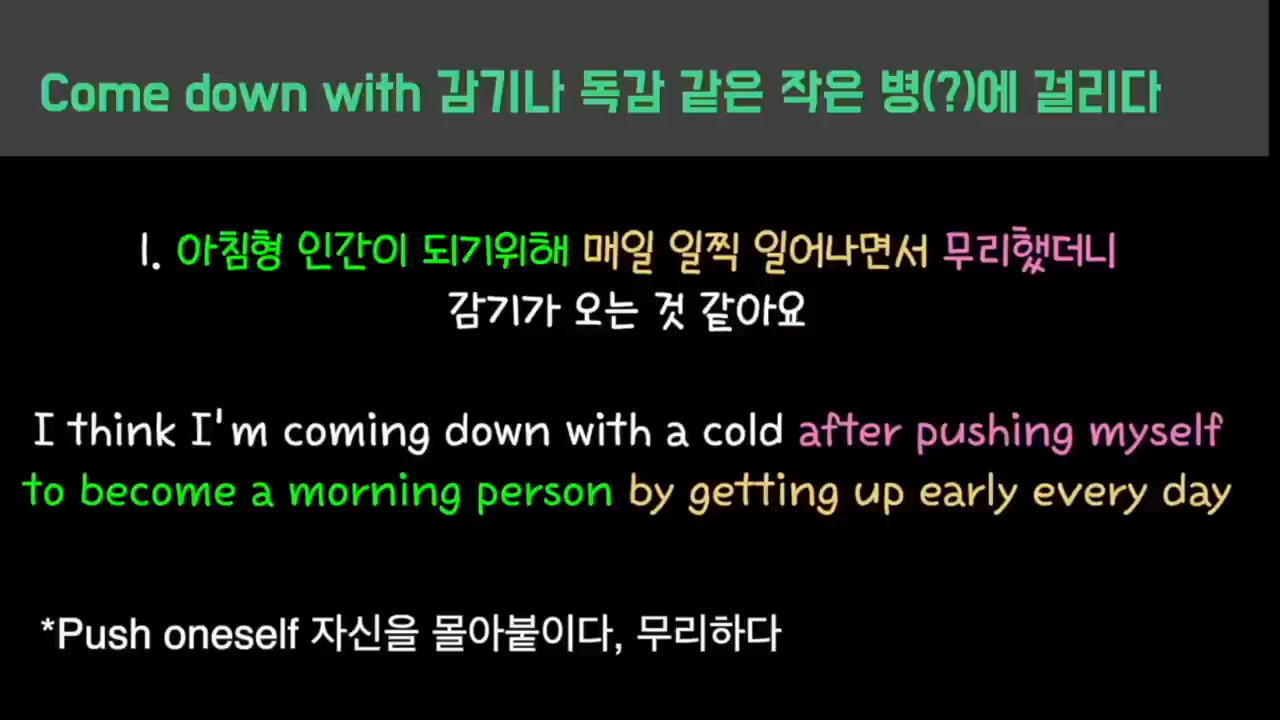 Come down with 감기나 독감 같은 작은 병(?)에 걸리다
1. 아침형 인간이 되기위해 매일 일찍 일어나면서 무리했더니
감기가 오는 것 같아요
I think I'm coming down with a cold after pushing myself
to become a morning person by getting up early every day
*Push oneself 자신을 몰아붙이다, 무리하다